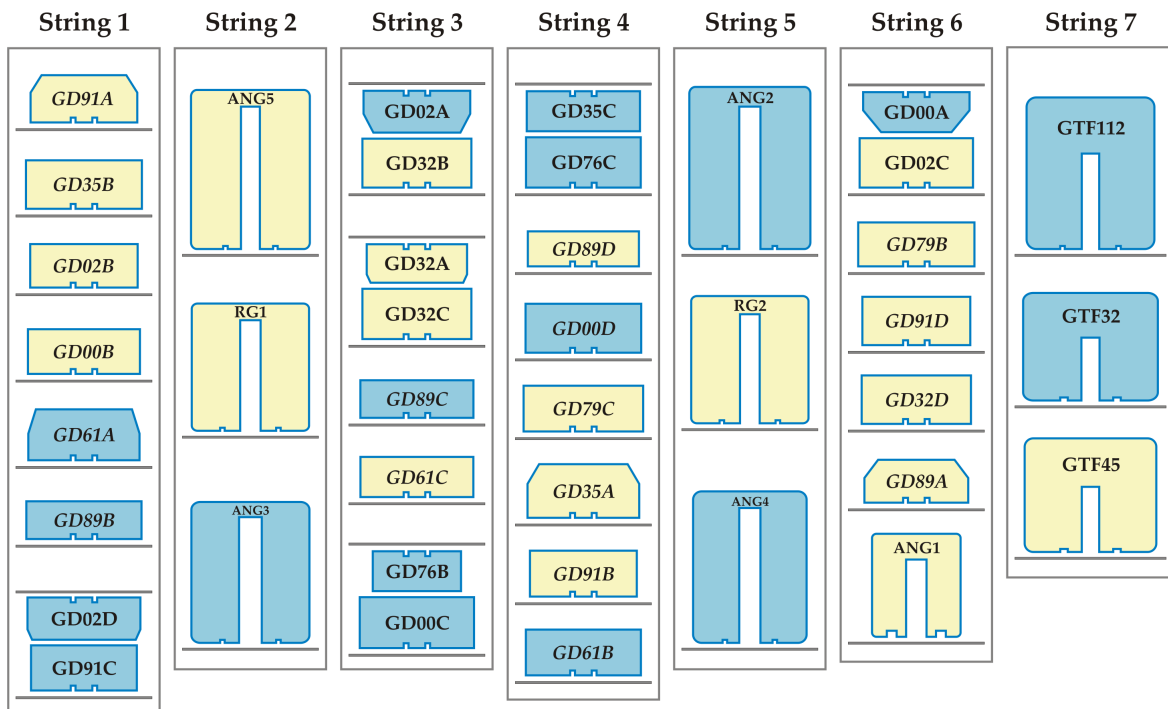 String 1
String 2
String 3
String 4
String 5
String 6
String 7
GD91A
GD35B
GD02B
GD00B
GD61A
GD89B
GD02D
GD91C
ANG5
RG1
ANG3
GD02A
GD32B
GD32A
GD32C
GD89C
GD61C
GD76B
GD00C
GD35C
GD76C
GD89D
GD00D
GD79C
GD35A
GD91B
GD61B
ANG2
RG2
ANG4
GD00A
GD02C
GD79B
GD91D
GD32D
GD89A
ANG1
GTF112
GTF32
GTF45